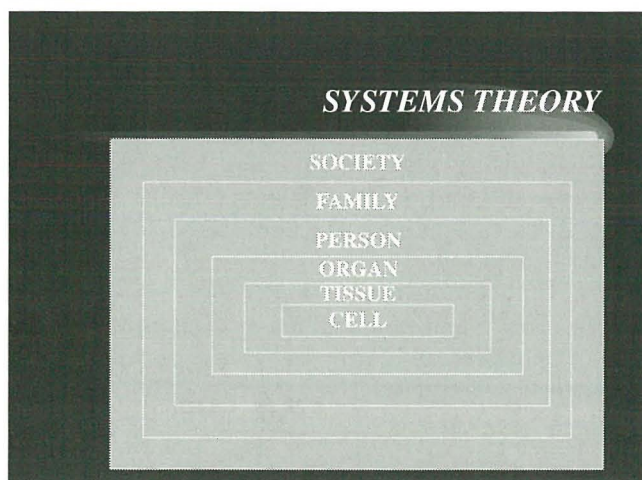 SYSTEMS THEORY
SOCIETY
FAMILY
PERSON
ORGAN
TISSUE
CELL